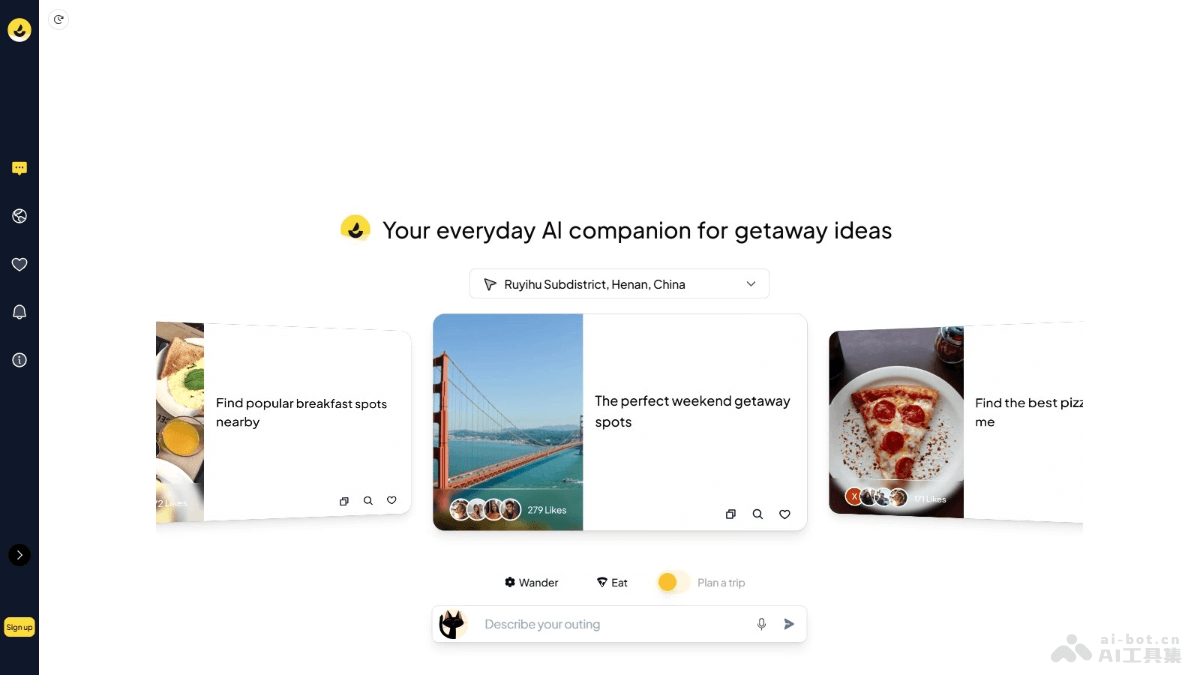 Your everyday AI companion for getaway ideas
Ruyihu Subdistrict, Henan, China
Find popular breakfast spots
nearby
2 Likes
The perfect weekend getaway
spots
279 Likes
Find the best pizz
me
X
171 Likes
Wander
Eat
Plan a trip
Describe your outing
Sign up
ai-bot.cn
AI工具集